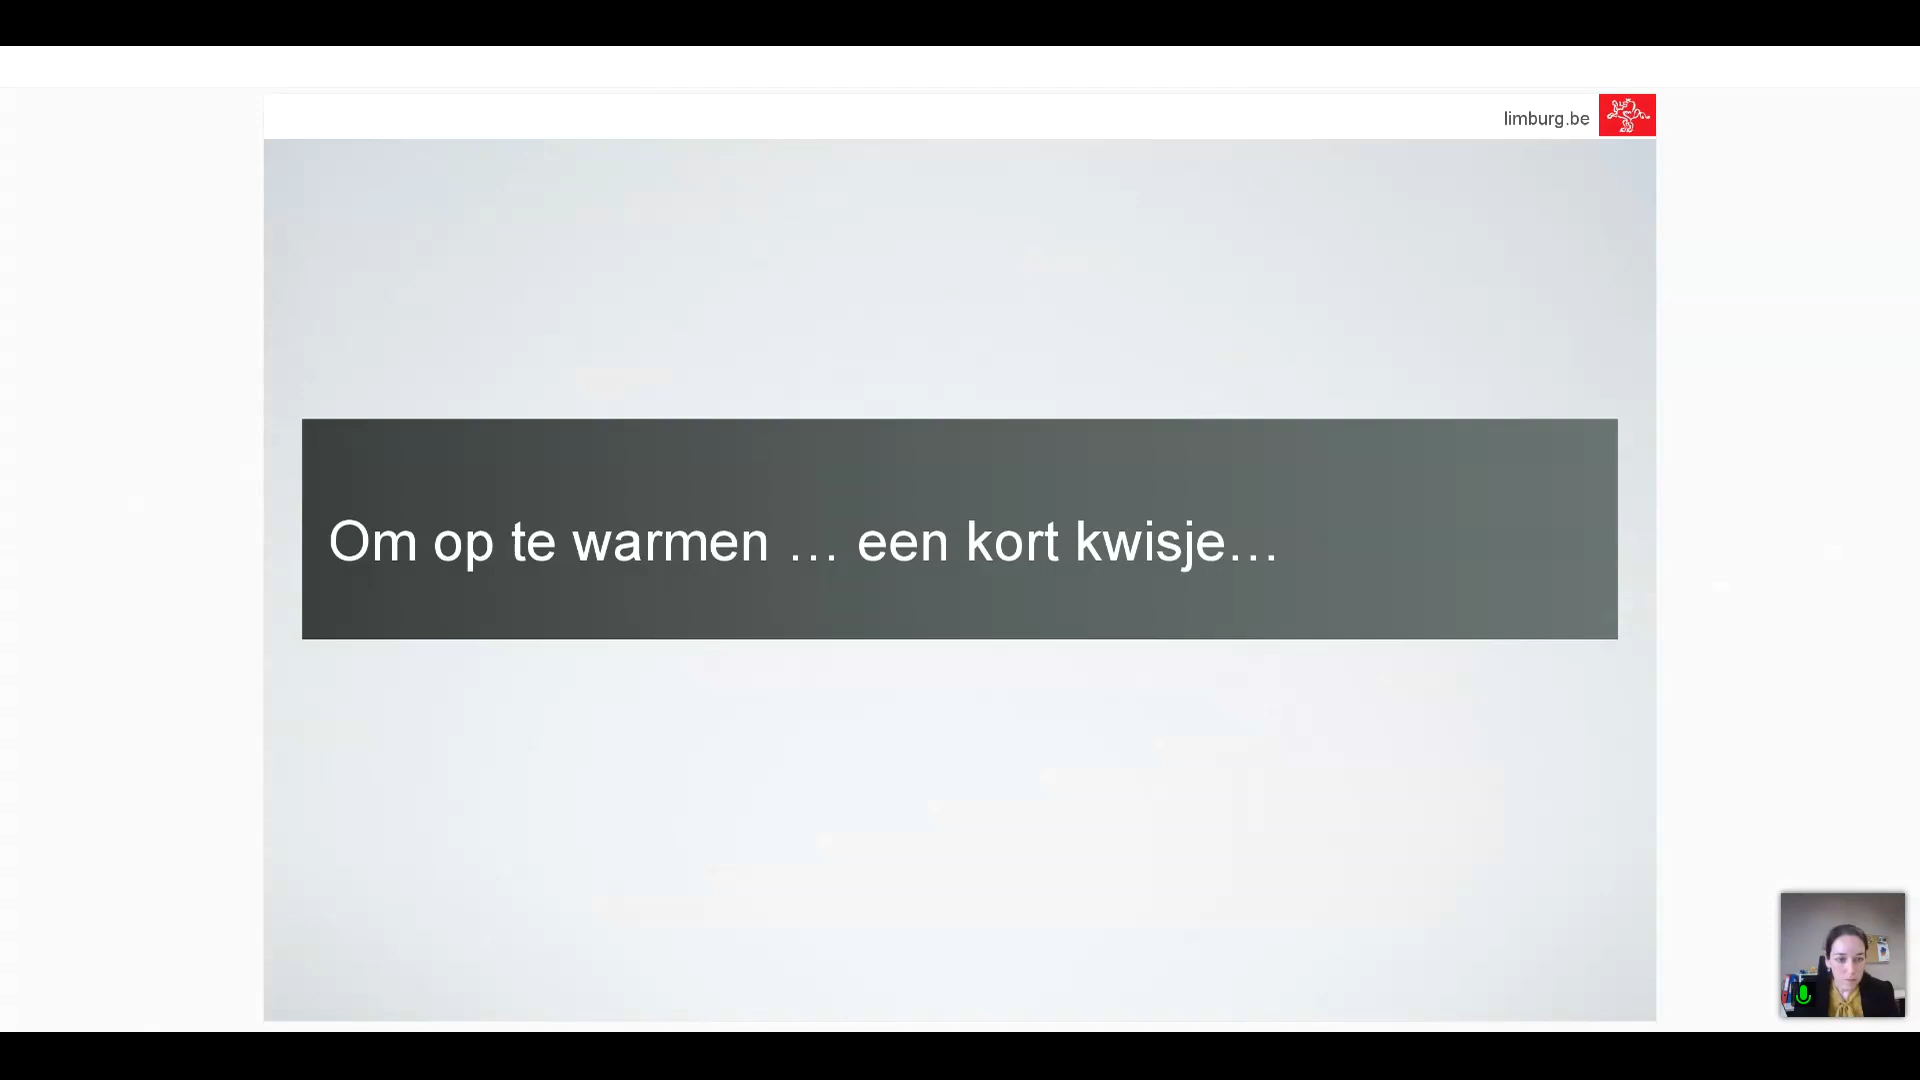 limburg.be
Om op te warmen … een kort kwisje…